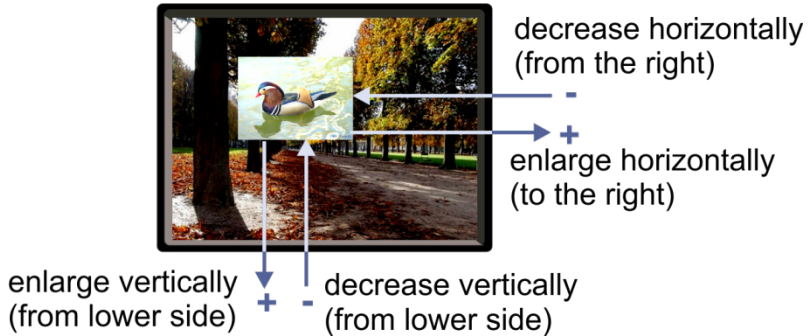 decrease horizontally
(from the right)
-
+
enlarge horizontally
(to the right)
enlarge vertically
(from lower side)
+
-
decrease vertically
(from lower side)